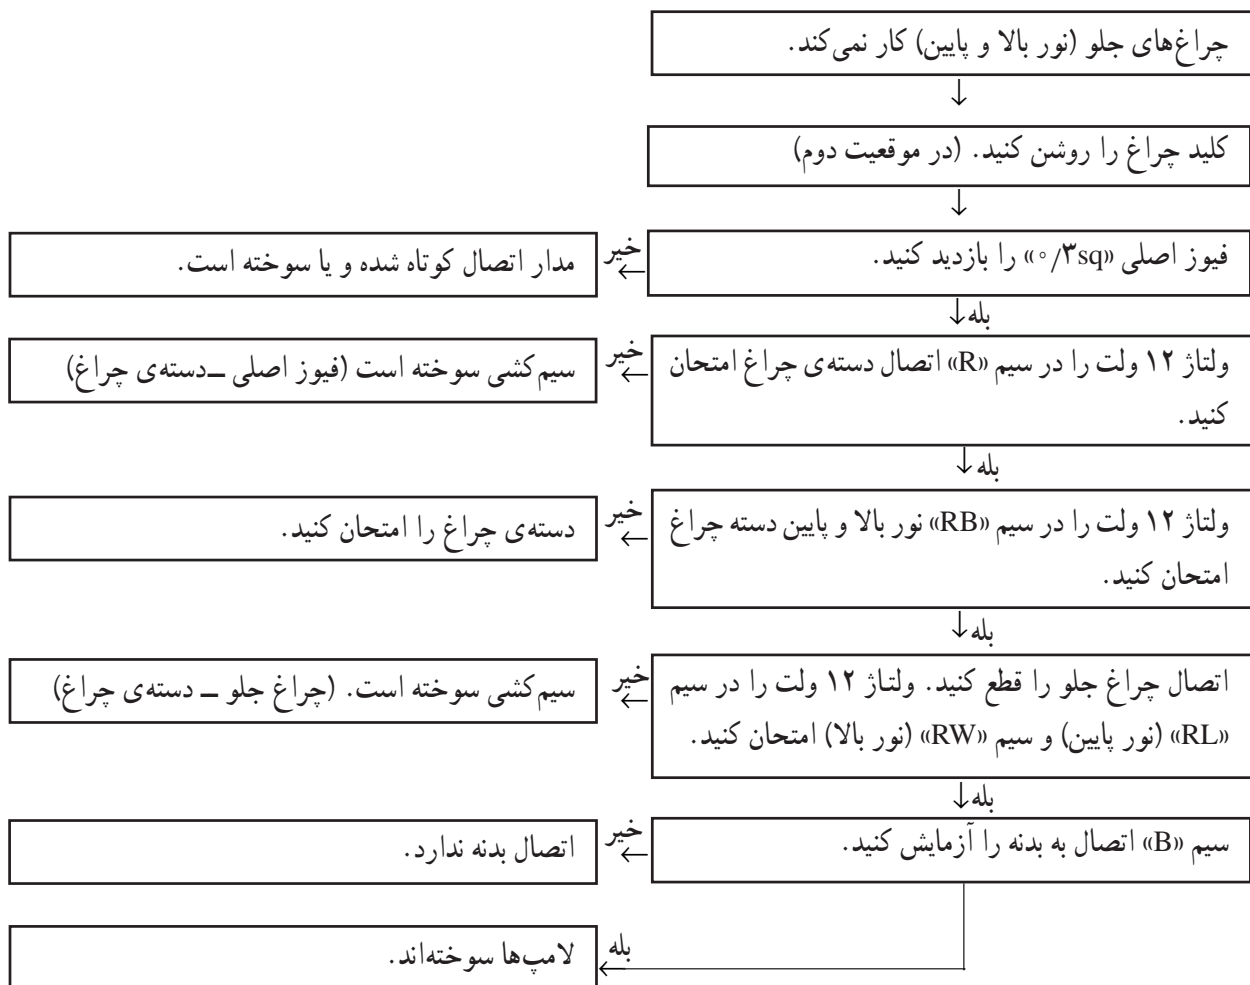 چراغ‌های جلو (نور بالا و پایین) کار نمی‌کند.
↓
کلید چراغ را روشن کنید. (در موقعیت دوم)
↓
فیوز اصلی «۰/۳sq» را بازدید کنید.
خیر
←
مدار اتصال کوتاه شده و یا سوخته است.
بله↓
ولتاژ ۱۲ ولت را در سیم «R» اتصال دسته‌ی چراغ امتحان
کنید.
خیر
←
سیم‌کشی سوخته است (فیوز اصلی ــ دسته‌ی چراغ)
بله↓
ولتاژ ۱۲ ولت را در سیم «RB» نور بالا و پایین دسته چراغ
امتحان کنید.
خیر
←
دسته‌ی چراغ را امتحان کنید.
بله↓
اتصال چراغ جلو را قطع کنید. ولتاژ ۱۲ ولت را در سیم
«RL» (نور پایین) و سیم «RW» (نور بالا) امتحان کنید.
خیر
←
سیم‌کشی سوخته است. (چراغ جلو ــ دسته‌ی چراغ)
بله↓
سیم «B» اتصال به بدنه را آزمایش کنید.
خیر
←
اتصال بدنه ندارد.
بله
←
لامپ‌ها سوخته‌اند.